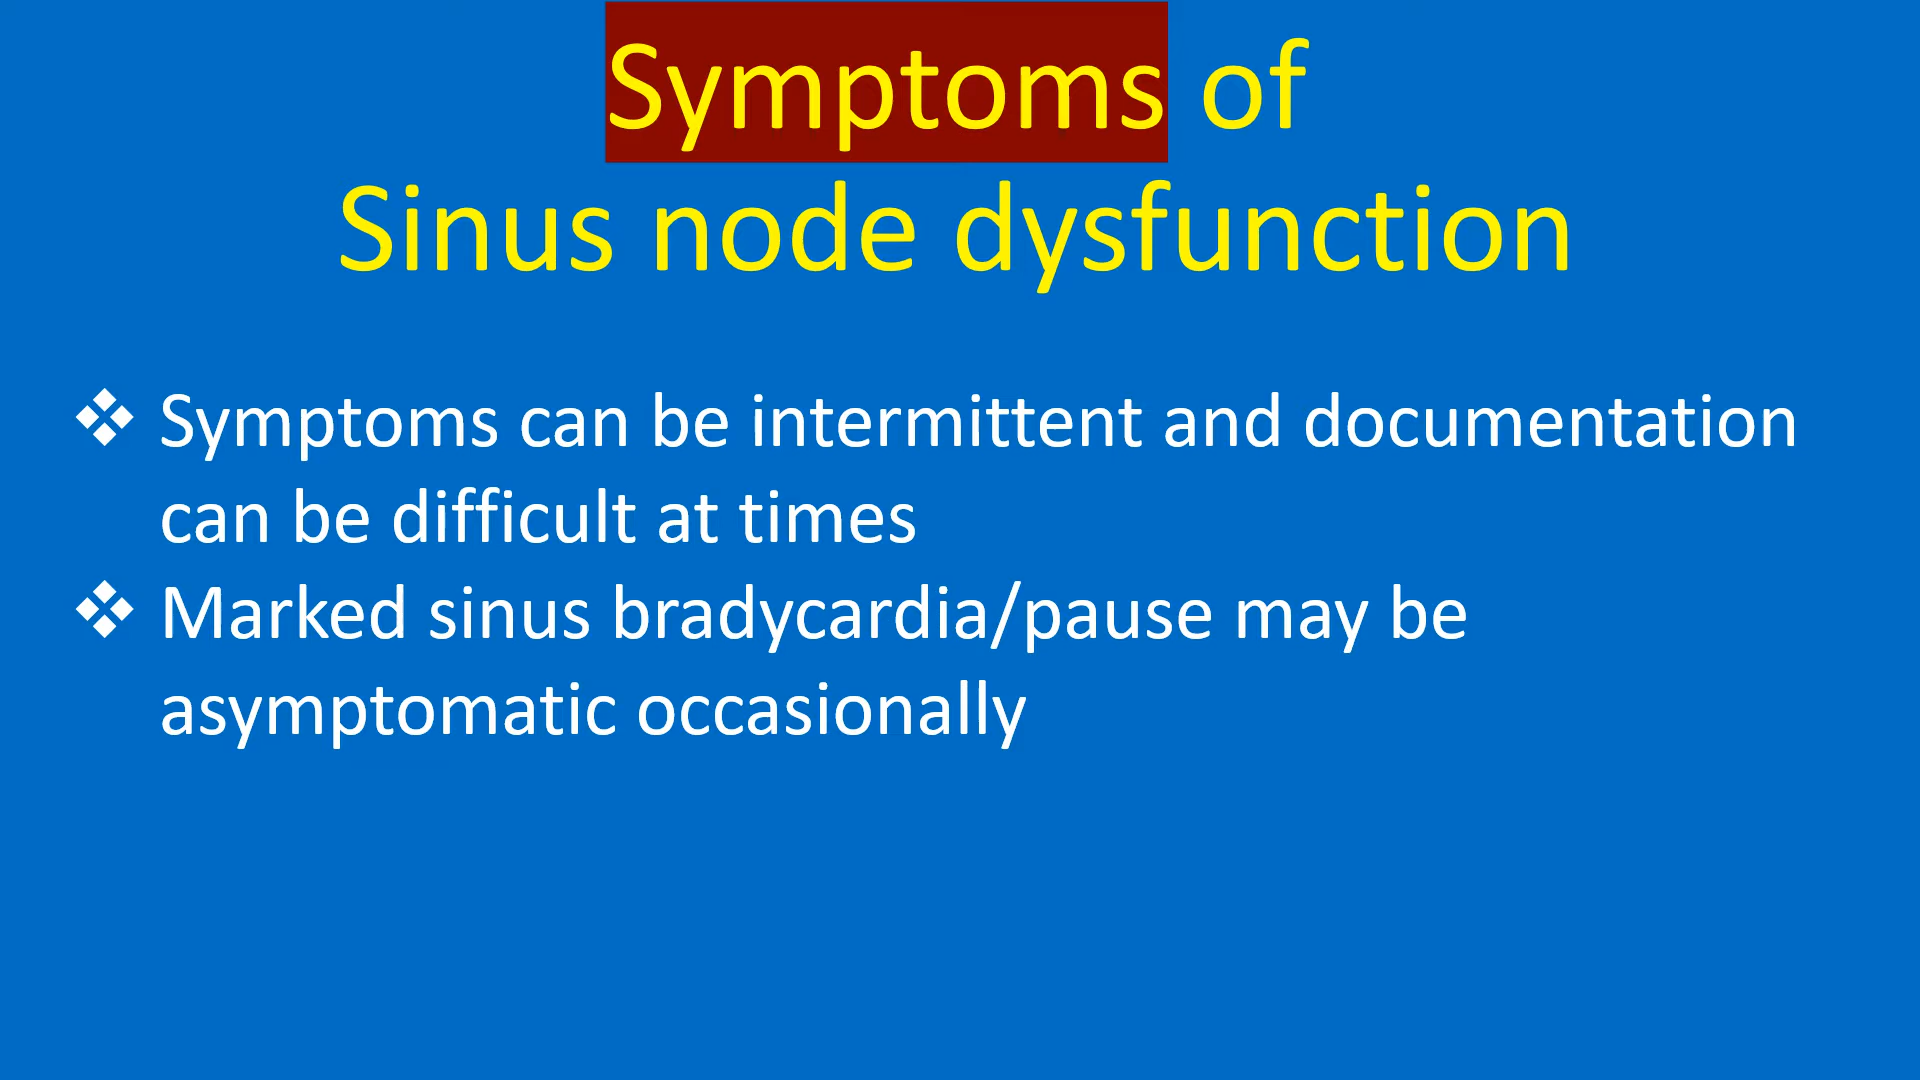 Symptoms of
Sinus node dysfunction
❖ Symptoms can be intermittent and documentation
can be difficult at times
❖ Marked sinus bradycardia/pause may be
asymptomatic occasionally